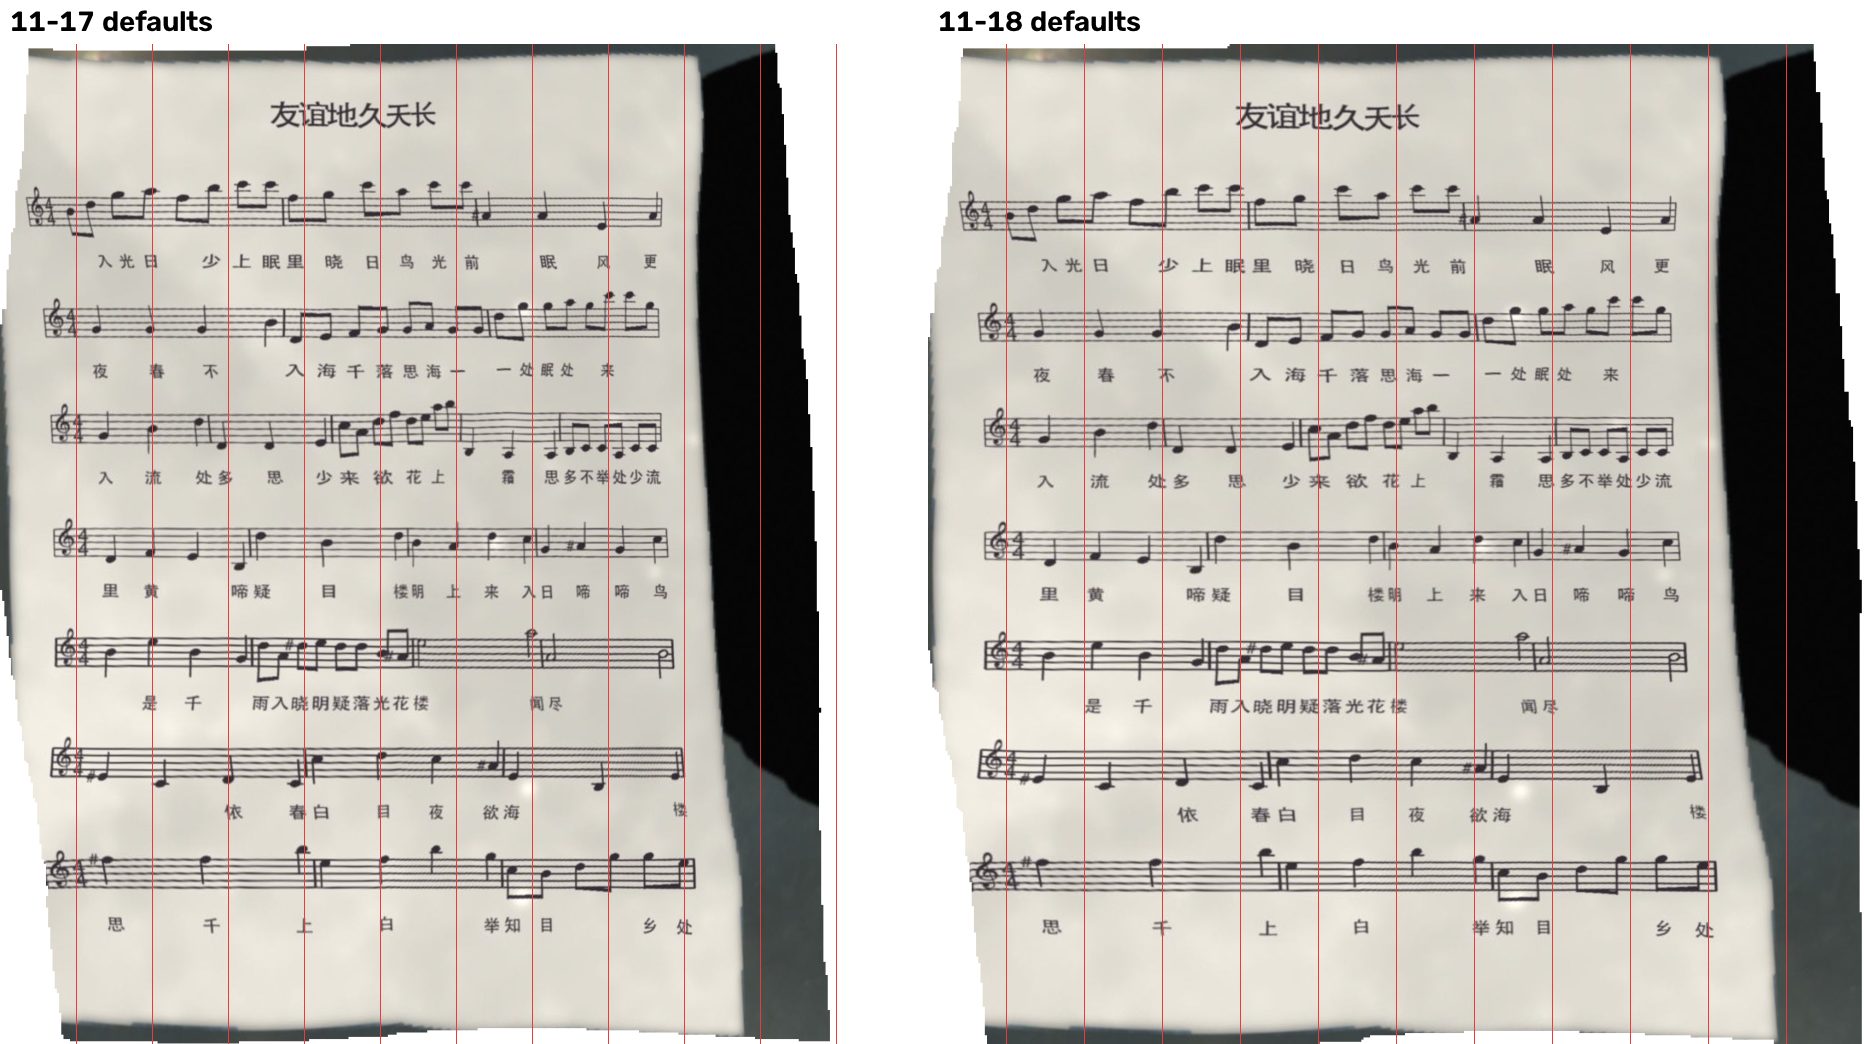 11-17 defaults
友谊地久天长
入光日 少上眠里晓日鸟光前 眠风更
夜春不 入海千落思海一 一处眠处来
入流处多思少来欲花上 霜思多不举处少流
里黄 啼疑目 楼明上来入日啼啼鸟
是千 雨入晓明疑落光花楼 闻尽
依春白目夜欲海 楼
思千上白 举知目 乡处
11-18 defaults
友谊地久天长
入光日 少上眠里晓日鸟光前 眠风更
夜春不 入海千落思海一 一处眠处来
入流处多思少来欲花上 霜思多不举处少流
里黄 啼疑目 楼明上来入日啼啼鸟
是千 雨入晓明疑落光花楼 闻尽
依春白目夜欲海 楼
思千上白 举知目 乡处